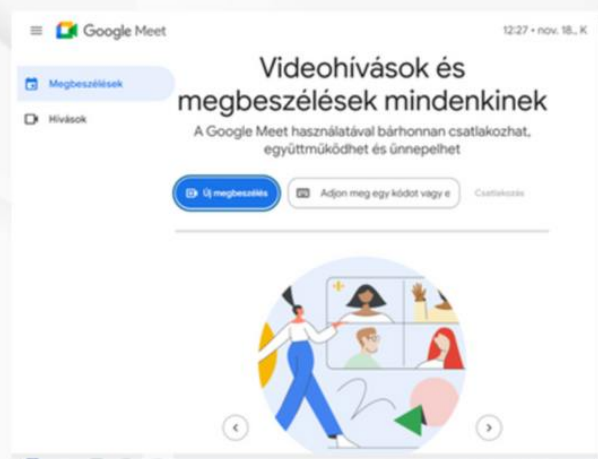 Google Meet
12:27 • nov. 18., K
Megbeszélések
Hívások
Videohívások és
megbeszélések mindenkinek
A Google Meet használatával bárhonnan csatlakozhat,
együttműködhet és ünnepelhet
Új megbeszélés
Adjon meg egy kódot vagy e
Csatlakozás